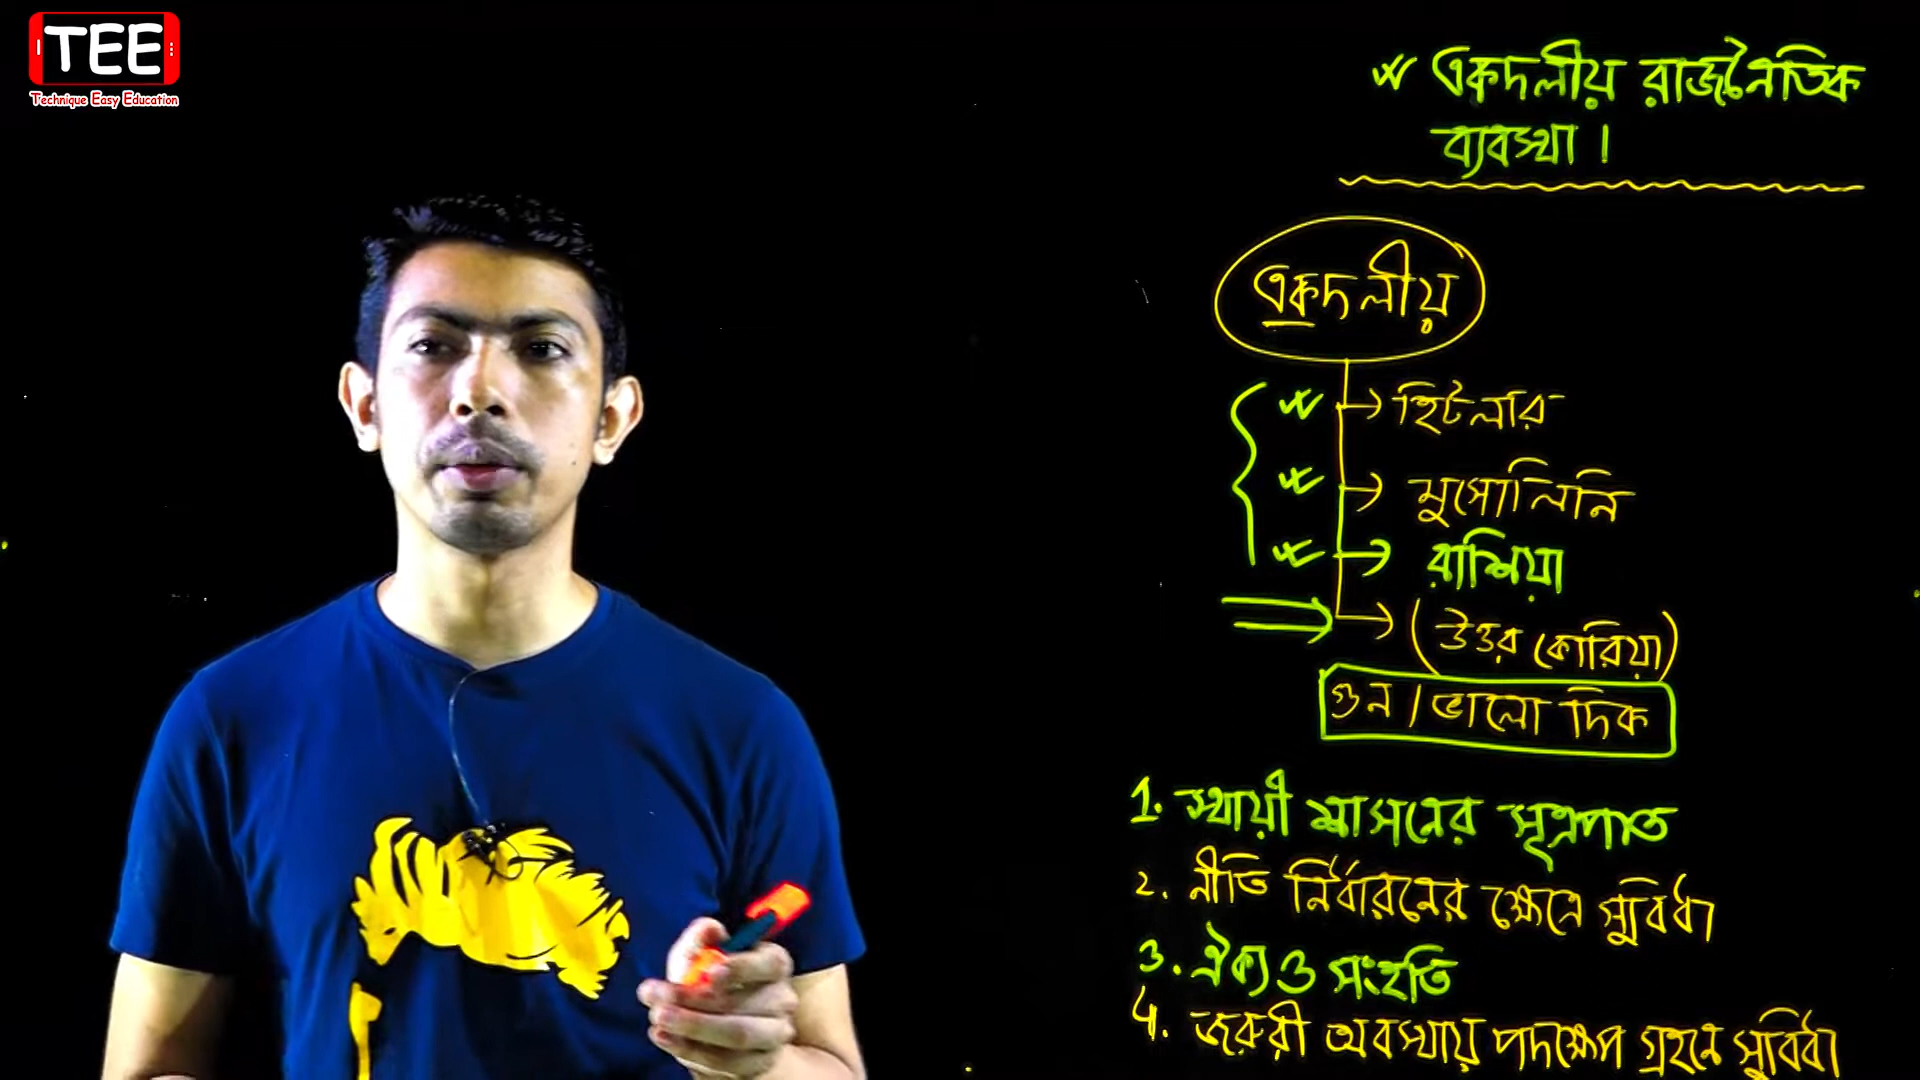 TEE
Technique Easy Education
একদলীয় রাজনৈতিক
ব্যবস্থা।
একদলীয়
হিটলার
মুসোলিনি
রাশিয়া
(উত্তর কোরিয়া)
গুন / ভালো দিক
1. স্থায়ী শাসনের সূত্রপাত
2. নীতি নির্ধারনের ক্ষেত্রে সুবিধা
3. ঐক্য ও সংহতি
4. জরুরী অবস্থায় পদক্ষেপ গ্রহনে সুবিধা